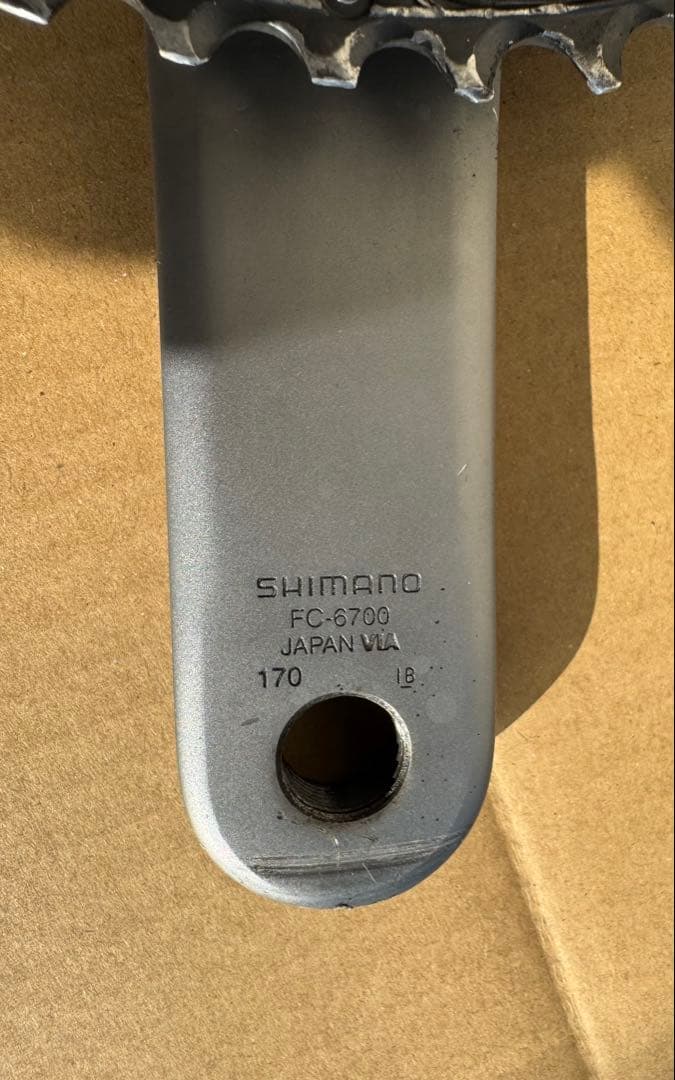 SHIMANO
FC-6700
JAPAN VIA
170 IB